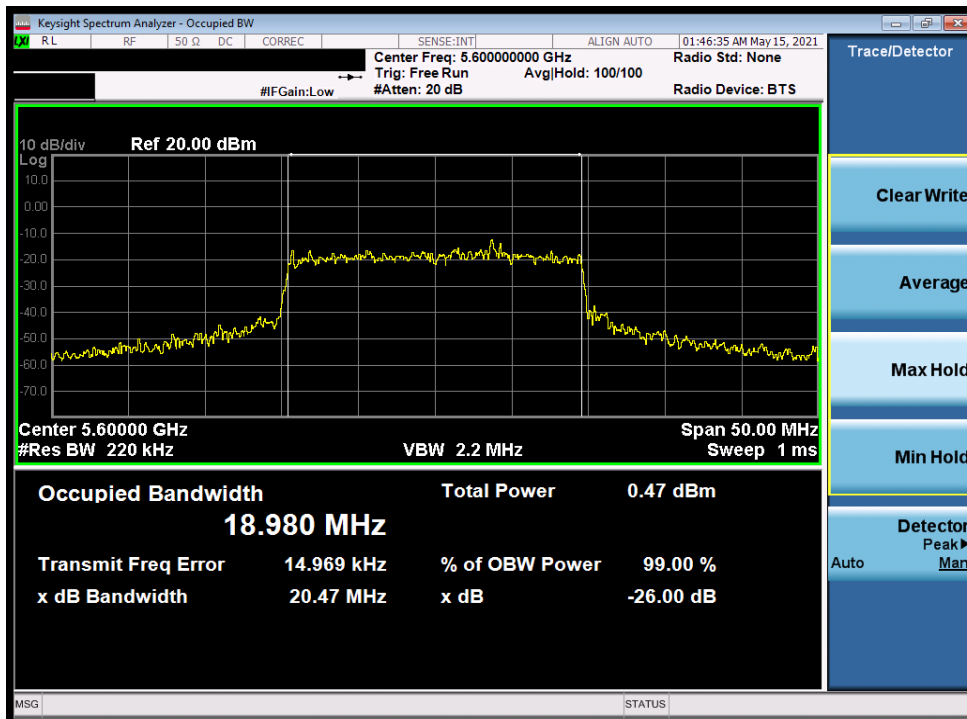 Keysight Spectrum Analyzer - Occupied BW
LXI RL RF 50 Ω DC CORREC SENSE:INT ALIGN AUTO 01:46:35 AM May 15, 2021
Center Freq: 5.600000000 GHz Radio Std: None
Trig: Free Run Avg|Hold: 100/100
#IFGain:Low #Atten: 20 dB Radio Device: BTS
10 dB/div Ref 20.00 dBm
Log
10.0
0.00
-10.0
-20.0
-30.0
-40.0
-50.0
-60.0
-70.0
Center 5.60000 GHz Span 50.00 MHz
#Res BW 220 kHz VBW 2.2 MHz Sweep 1 ms
Occupied Bandwidth Total Power 0.47 dBm
18.980 MHz
Transmit Freq Error 14.969 kHz % of OBW Power 99.00 %
x dB Bandwidth 20.47 MHz x dB -26.00 dB
MSG STATUS
Trace/Detector
Clear Write
Average
Max Hold
Min Hold
Detector
Peak
Auto Man